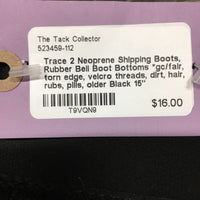 The Tack Collector
523459-112
Trace 2 Neoprene Shipping Boots,
Rubber Bell Boot Bottoms *gc/fair,
torn edge, velcro threads, dirt, hair,
rubs, pills, older Black 15"
$16.00
T9VQN9